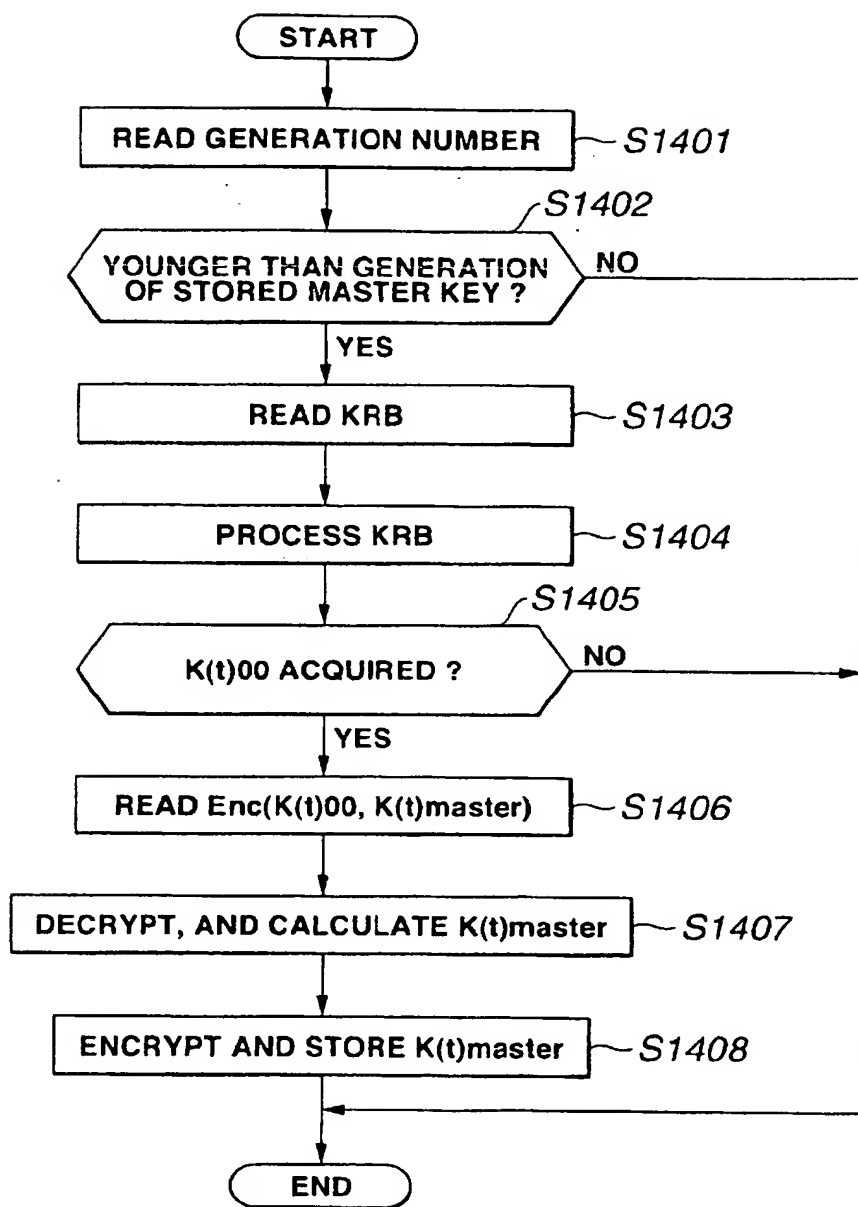 START
READ GENERATION NUMBER
S1401
S1402
YOUNGER THAN GENERATION
OF STORED MASTER KEY ?
NO
YES
READ KRB
S1403
PROCESS KRB
S1404
S1405
K(t)00 ACQUIRED ?
NO
YES
READ Enc(K(t)00, K(t)master)
S1406
DECRYPT, AND CALCULATE K(t)master
S1407
ENCRYPT AND STORE K(t)master
S1408
END